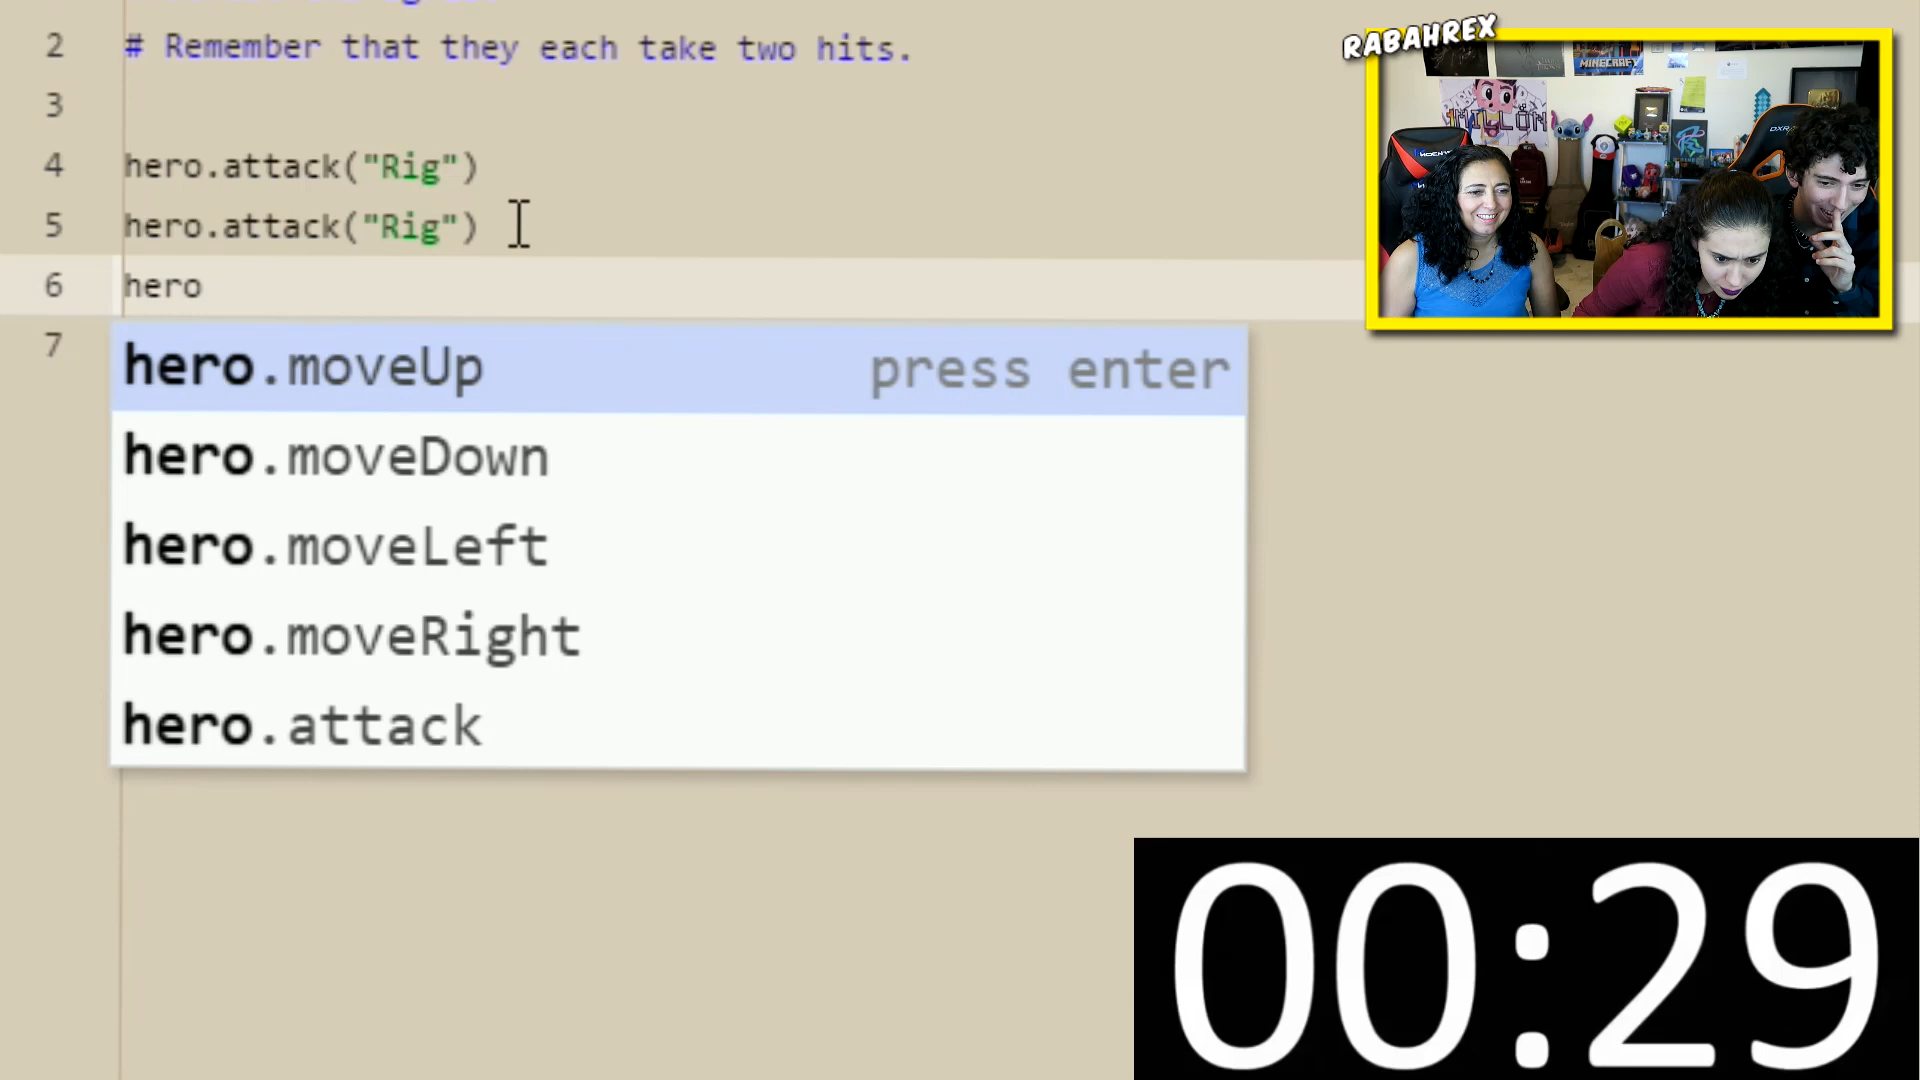 RABAHREX
MINECRAFT
MILLÓN
2 # Remember that they each take two hits.
3
4 hero.attack("Rig")
5 hero.attack("Rig")
6 hero
7
hero.moveUp press enter
hero.moveDown
hero.moveLeft
hero.moveRight
hero.attack
00:29